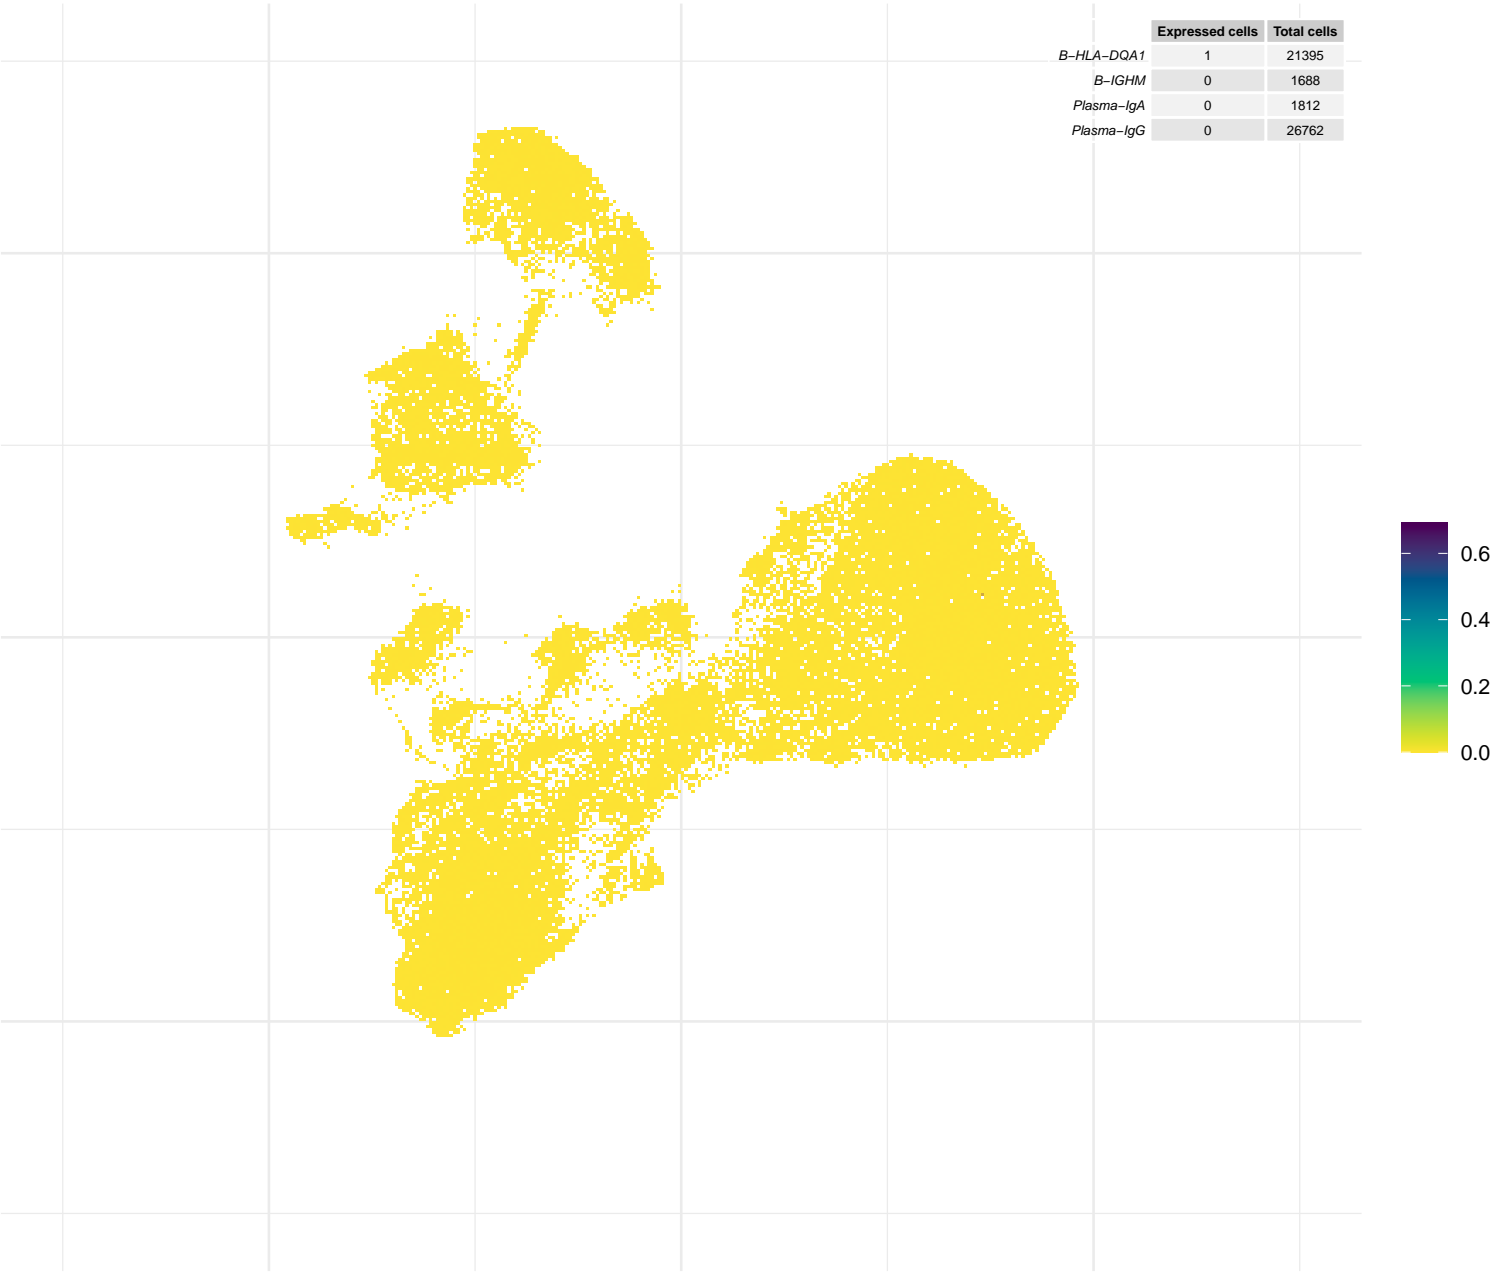 Expressed cells Total cells
B−HLA−DQA1 1 21395
B−IGHM 0 1688
Plasma−IgA 0 1812
Plasma−IgG 0 26762
0.6
0.4
0.2
0.0